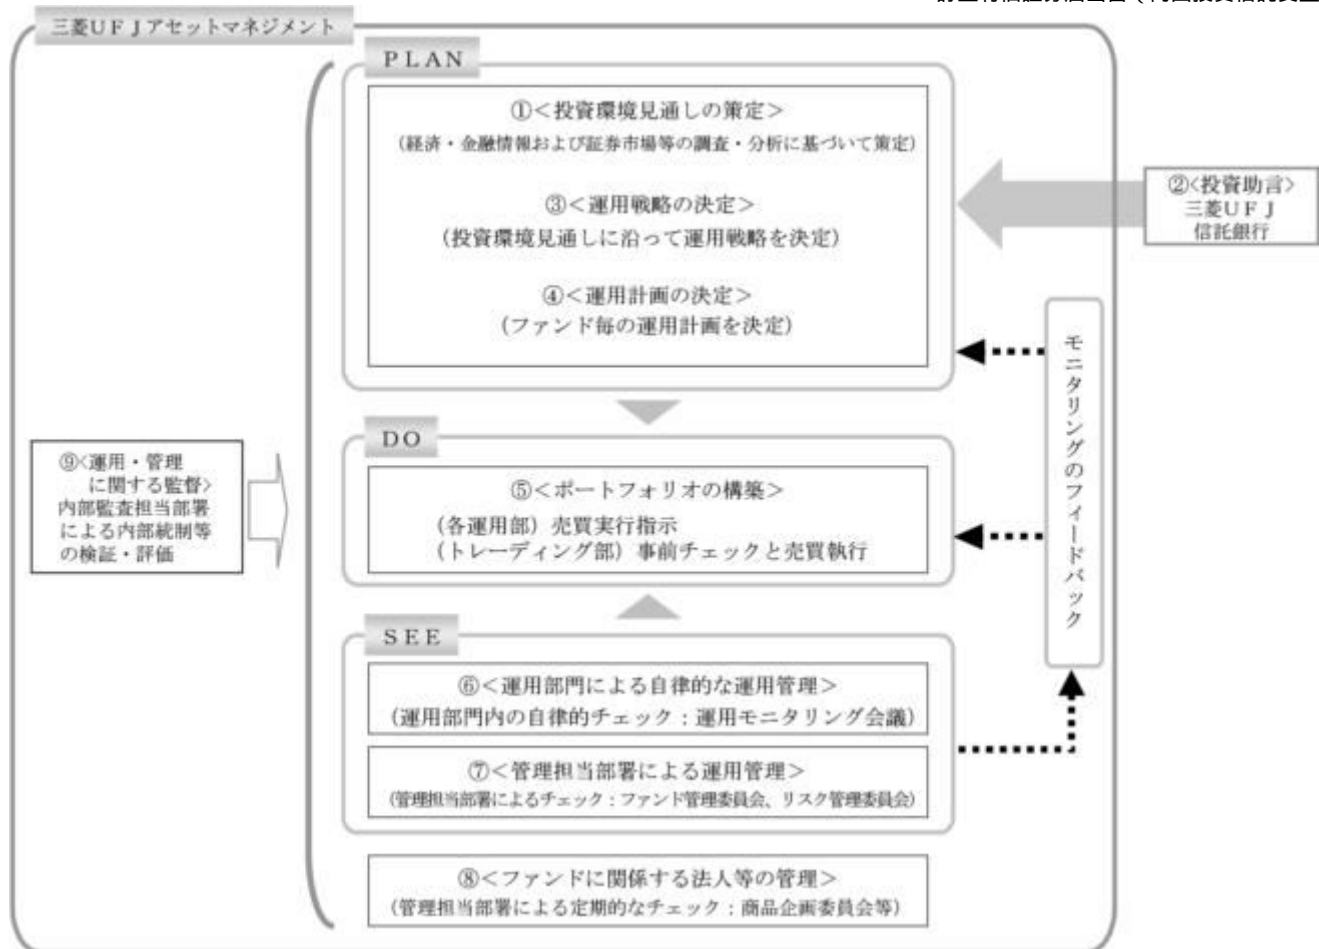 三菱UFJアセットマネジメント
PLAN
①<投資環境見通しの策定>
(経済・金融情報および証券市場等の調査・分析に基づいて策定)
③<運用戦略の決定>
(投資環境見通しに沿って運用戦略を決定)
④<運用計画の決定>
(ファンド毎の運用計画を決定)
②<投資助言>
三菱UFJ
信託銀行
モニタリングのフィードバック
DO
⑤<ポートフォリオの構築>
(各運用部)売買実行指示
(トレーディング部)事前チェックと売買執行
⑨<運用・管理
に関する監督>
内部監査担当部署
による内部統制等
の検証・評価
SEE
⑥<運用部門による自律的な運用管理>
(運用部門内の自律的チェック:運用モニタリング会議)
⑦<管理担当部署による運用管理>
(管理担当部署によるチェック:ファンド管理委員会、リスク管理委員会)
⑧<ファンドに関係する法人等の管理>
(管理担当部署による定期的なチェック:商品企画委員会等)